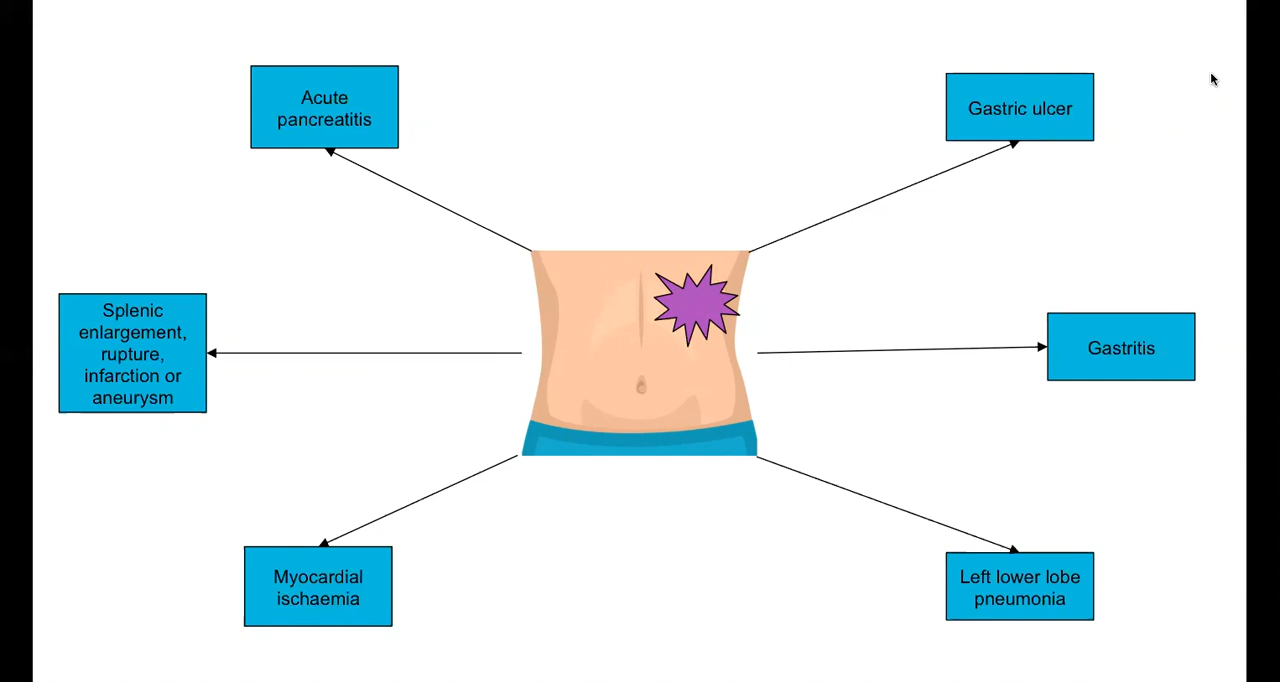 Acute
pancreatitis
Gastric ulcer
Splenic
enlargement,
rupture,
infarction or
aneurysm
Gastritis
Myocardial
ischaemia
Left lower lobe
pneumonia